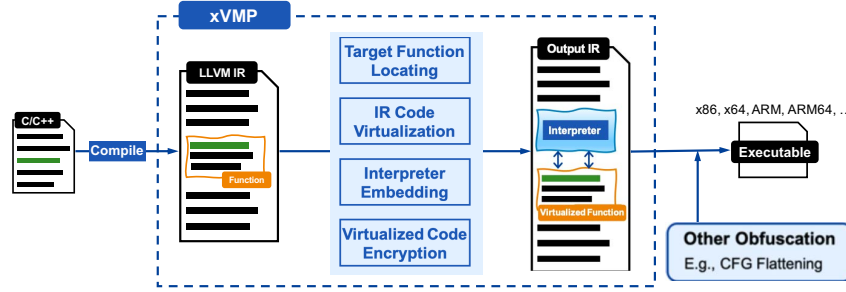 xVMP
C/C++
Compile
LLVM IR
Function
Target Function
Locating
IR Code
Virtualization
Interpreter
Embedding
Virtualized Code
Encryption
Output IR
Interpreter
Virtualized Function
x86, x64, ARM, ARM64, ..
Executable
Other Obfuscation
E.g., CFG Flattening